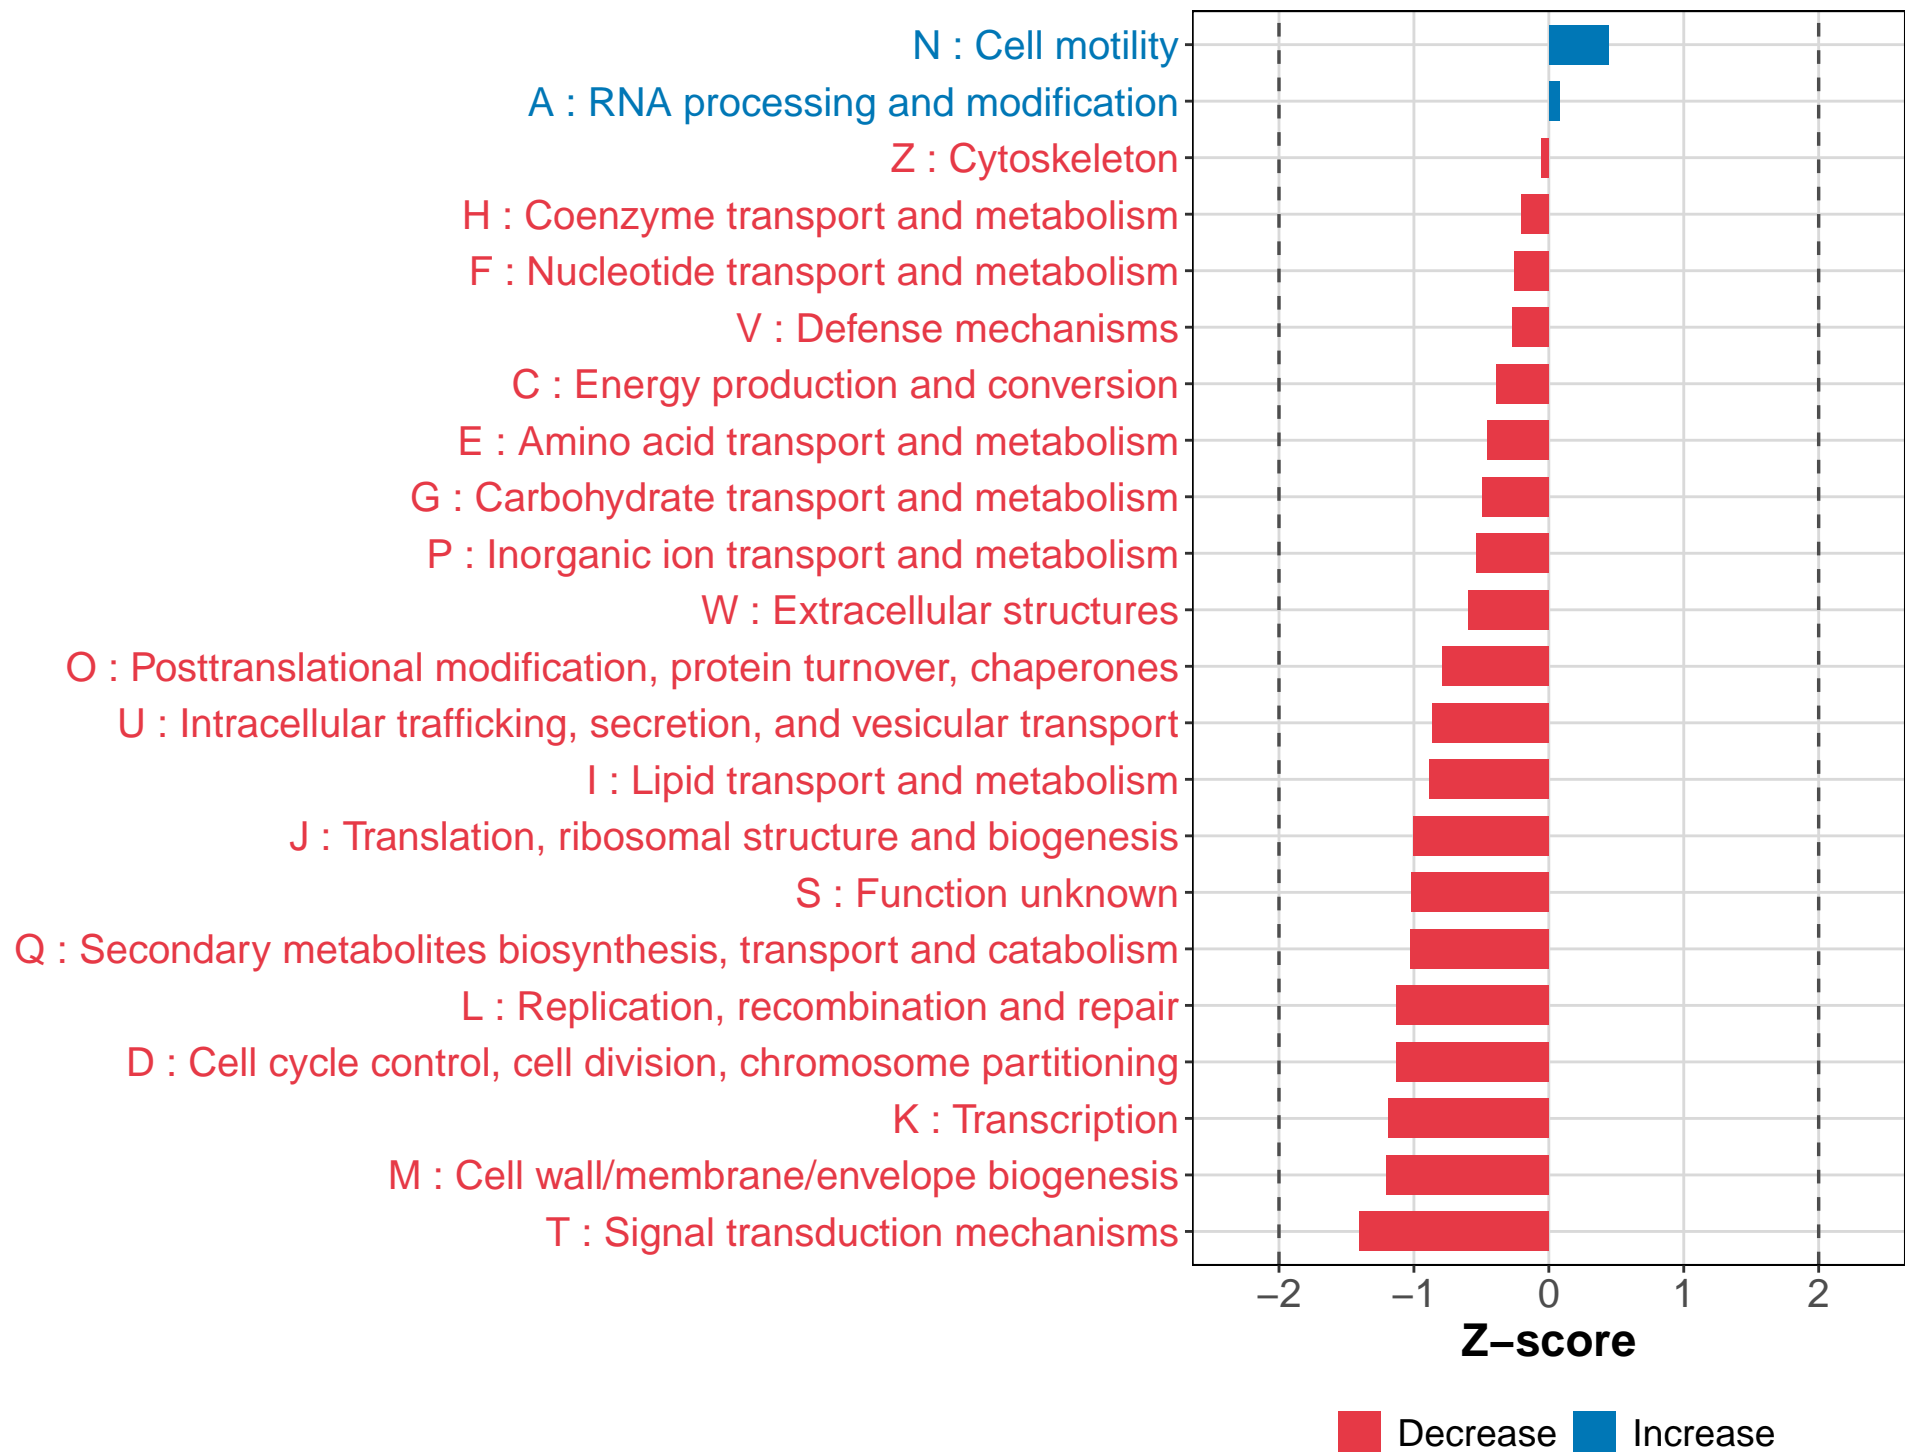 N : Cell motility
A : RNA processing and modification
Z : Cytoskeleton
H : Coenzyme transport and metabolism
F : Nucleotide transport and metabolism
V : Defense mechanisms
C : Energy production and conversion
E : Amino acid transport and metabolism
G : Carbohydrate transport and metabolism
P : Inorganic ion transport and metabolism
W : Extracellular structures
O : Posttranslational modification, protein turnover, chaperones
U : Intracellular trafficking, secretion, and vesicular transport
I : Lipid transport and metabolism
J : Translation, ribosomal structure and biogenesis
S : Function unknown
Q : Secondary metabolites biosynthesis, transport and catabolism
L : Replication, recombination and repair
D : Cell cycle control, cell division, chromosome partitioning
K : Transcription
M : Cell wall/membrane/envelope biogenesis
T : Signal transduction mechanisms
−2 −1 0 1 2
Z−score
Decrease Increase